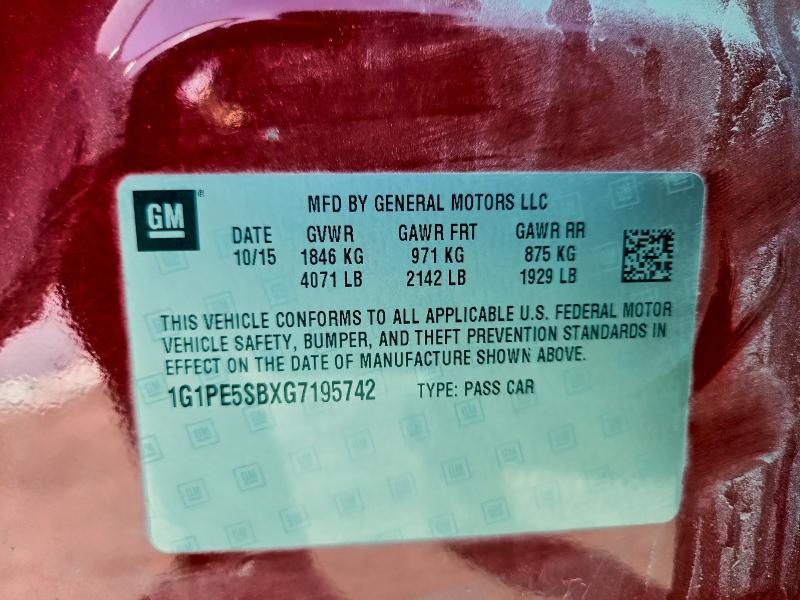 GM ®
MFD BY GENERAL MOTORS LLC
DATE GVWR GAWR FRT GAWR RR
10/15 1846 KG 971 KG 875 KG
4071 LB 2142 LB 1929 LB
THIS VEHICLE CONFORMS TO ALL APPLICABLE U.S. FEDERAL MOTOR
VEHICLE SAFETY, BUMPER, AND THEFT PREVENTION STANDARDS IN
EFFECT ON THE DATE OF MANUFACTURE SHOWN ABOVE.
1G1PE5SBXG7195742 TYPE: PASS CAR